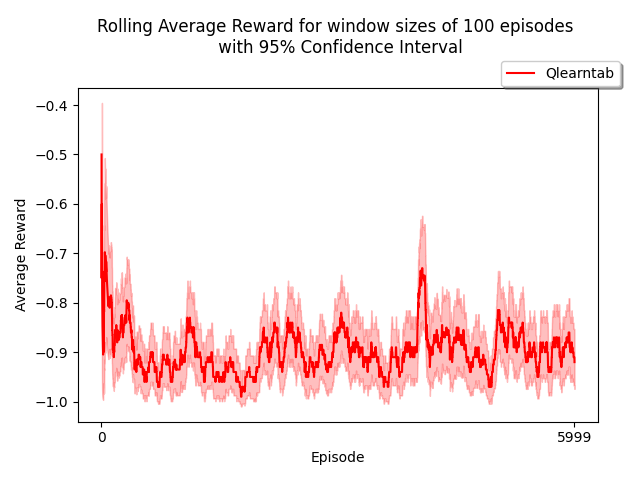 Rolling Average Reward for window sizes of 100 episodes
with 95% Confidence Interval
Qlearntab
−0.4
−0.5
−0.6
−0.7
−0.8
−0.9
−1.0
Average Reward
0
5999
Episode